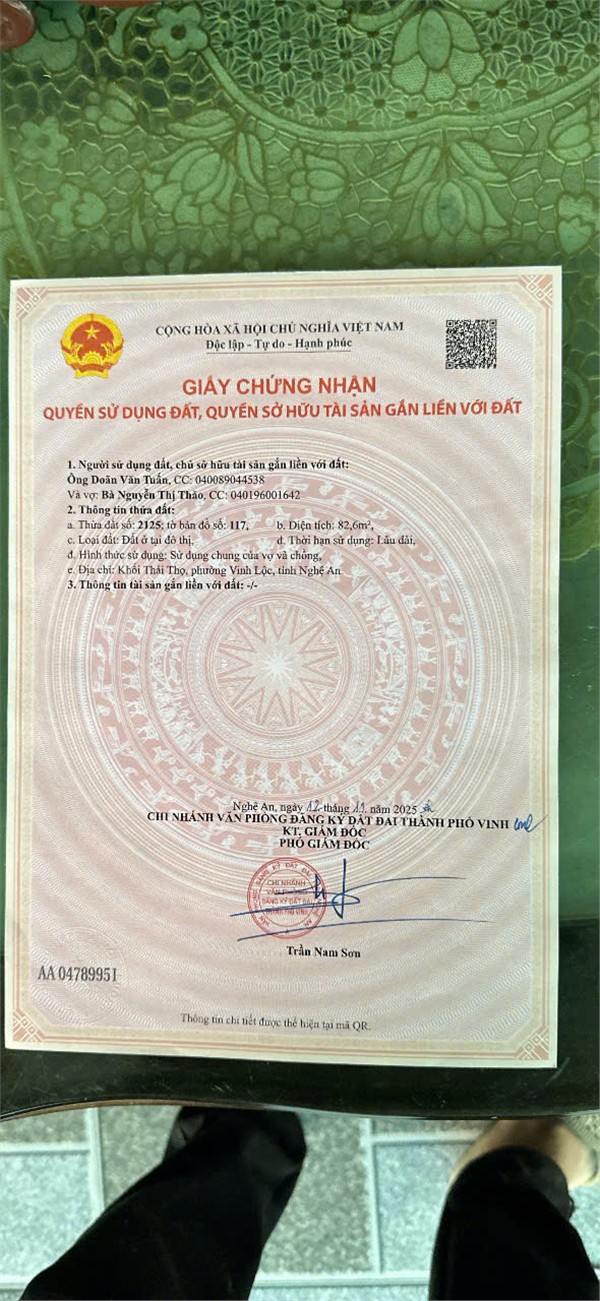 CỘNG HÒA XÃ HỘI CHỦ NGHĨA VIỆT NAM
Độc lập - Tự do - Hạnh phúc
GIẤY CHỨNG NHẬN
QUYỀN SỬ DỤNG ĐẤT, QUYỀN SỞ HỮU TÀI SẢN GẮN LIỀN VỚI ĐẤT
1. Người sử dụng đất, chủ sở hữu tài sản gắn liền với đất:
Ông Doãn Văn Tuấn, CC: 040089044538
Và vợ: Bà Nguyễn Thị Thảo, CC: 040196001642
2. Thông tin thửa đất:
a. Thửa đất số: 2125; tờ bản đồ số: 117, b. Diện tích: 82,6m²,
c. Loại đất: Đất ở tại đô thị, d. Thời hạn sử dụng: Lâu dài,
đ. Hình thức sử dụng: Sử dụng chung của vợ và chồng,
e. Địa chỉ: Khối Thái Thọ, phường Vinh Lộc, tỉnh Nghệ An.
3. Thông tin tài sản gắn liền với đất: -/-
Nghệ An, ngày 12 tháng 11 năm 2025
CHI NHÁNH VĂN PHÒNG ĐĂNG KÝ ĐẤT ĐAI THÀNH PHỐ VINH
KT, GIÁM ĐỐC
PHÓ GIÁM ĐỐC
CHI NHÁNH
VĂN PHÒNG
ĐĂNG KÝ ĐẤT ĐAI
Trần Nam Sơn
AA 04789951
Thông tin chi tiết được thể hiện tại mã QR.